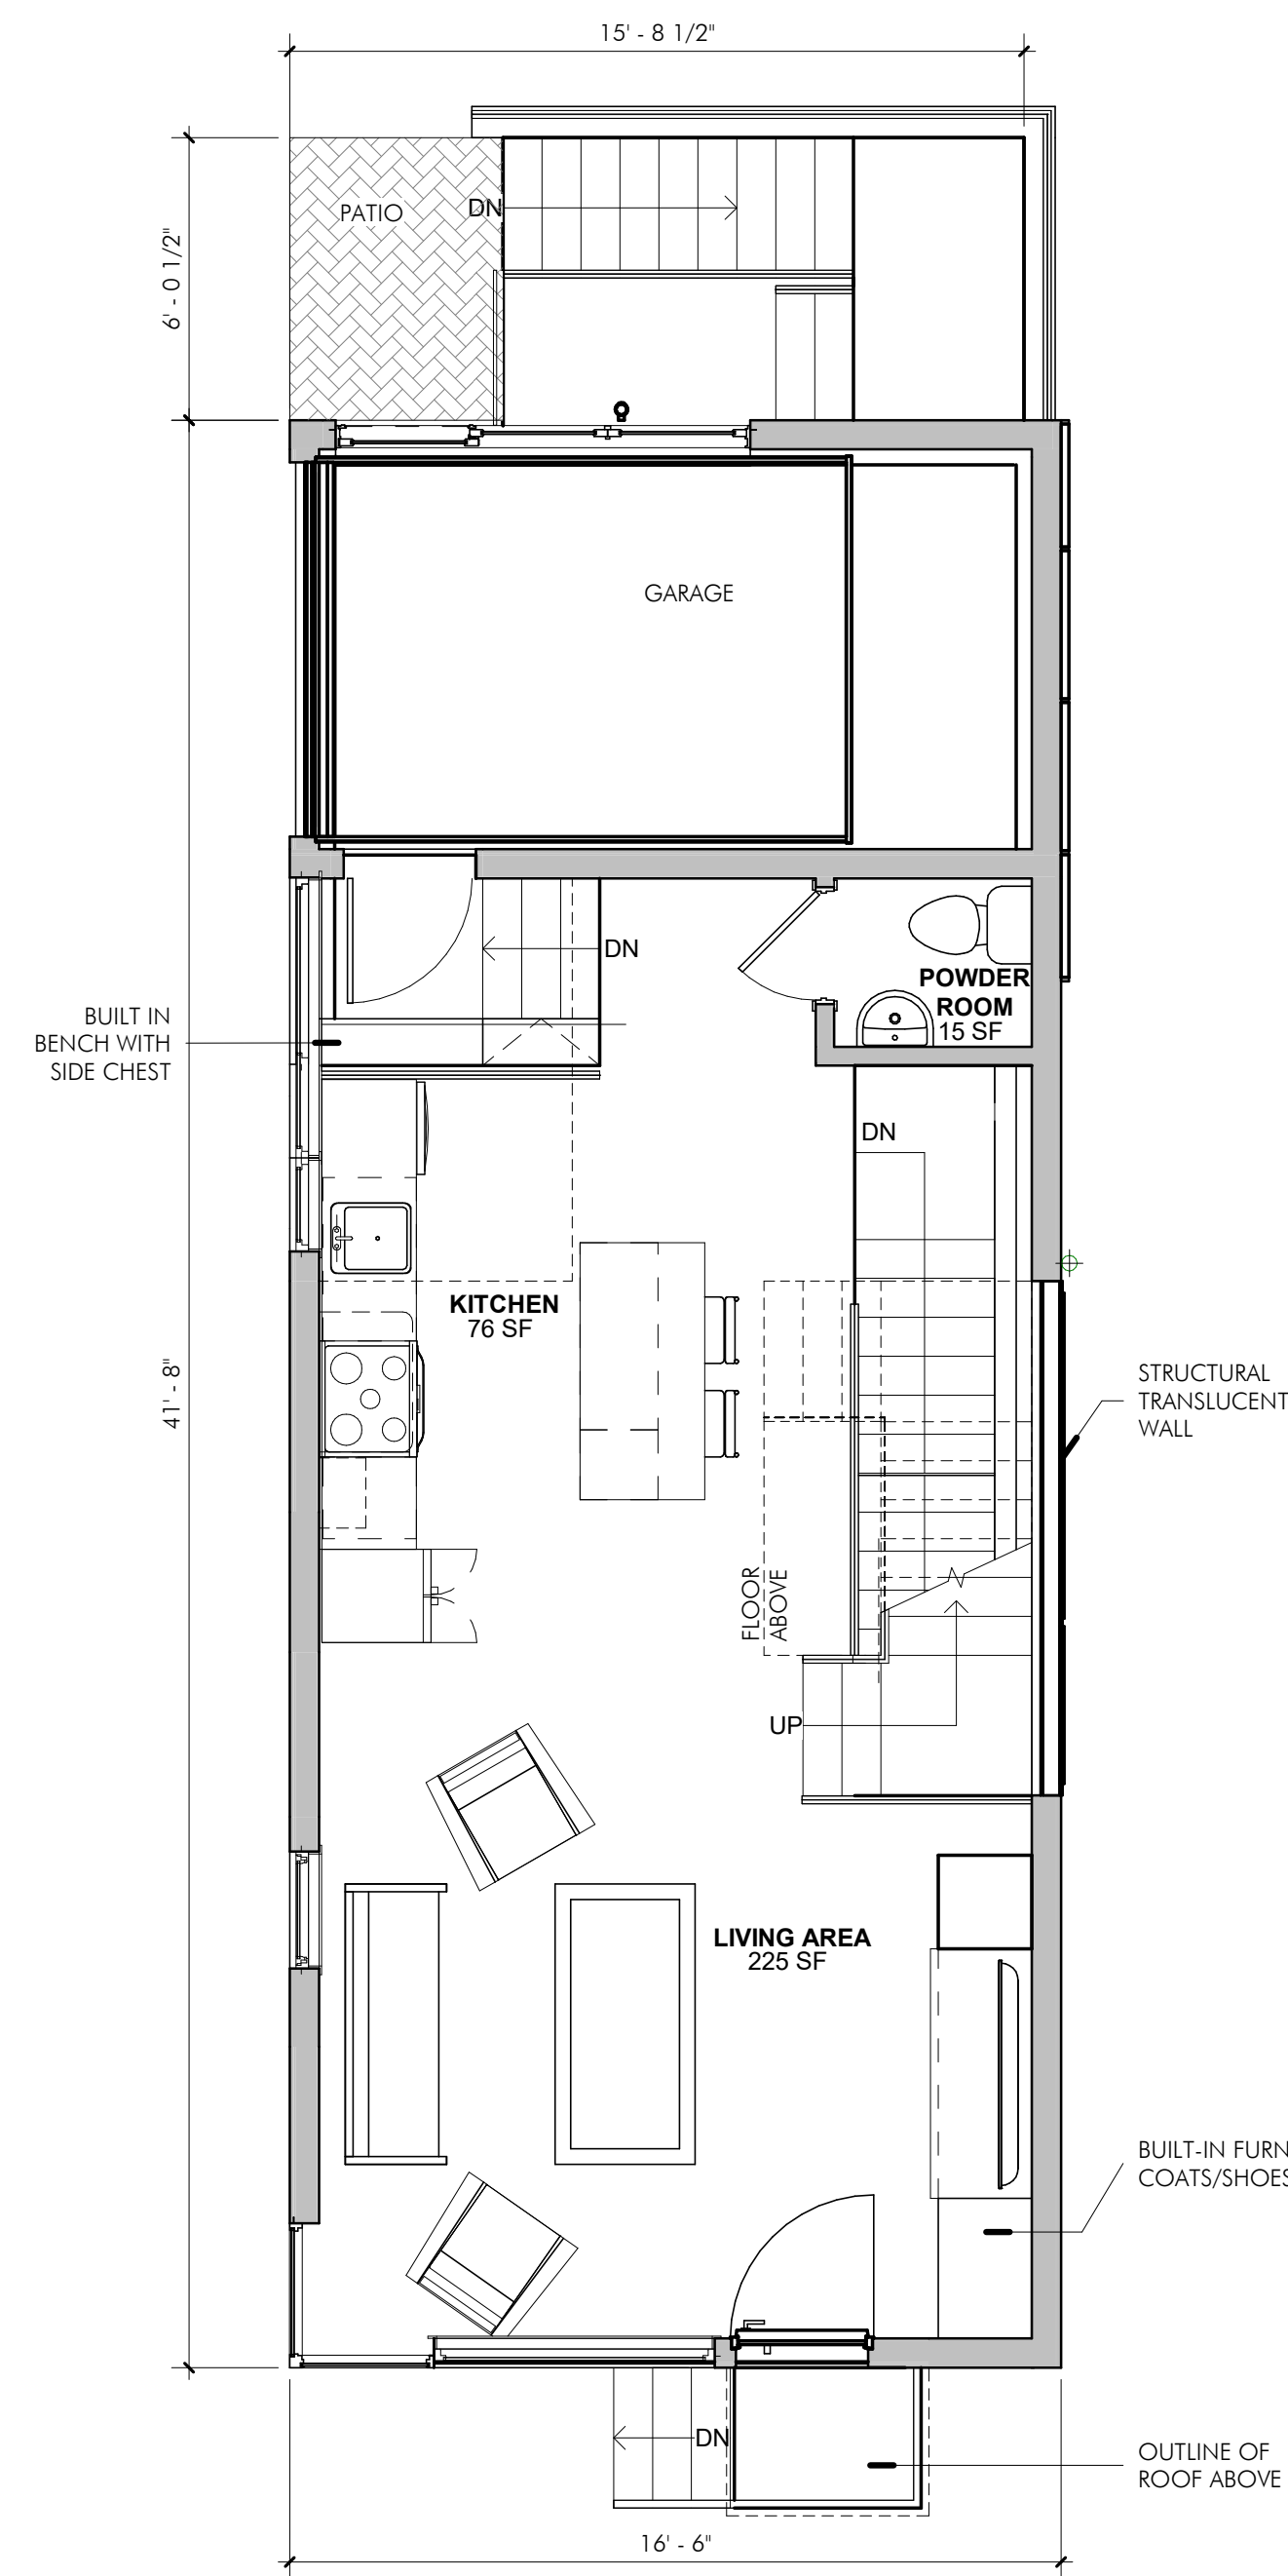 15' - 8 1/2"
PATIO
DN
6' - 0 1/2"
GARAGE
DN
POWDER
ROOM
15 SF
BUILT IN
BENCH WITH
SIDE CHEST
DN
KITCHEN
76 SF
41' - 8"
STRUCTURAL
TRANSLUCENT
WALL
FLOOR
ABOVE
UP
LIVING AREA
225 SF
BUILT-IN FURN
COATS/SHOES
DN
OUTLINE OF
ROOF ABOVE
16' - 6"